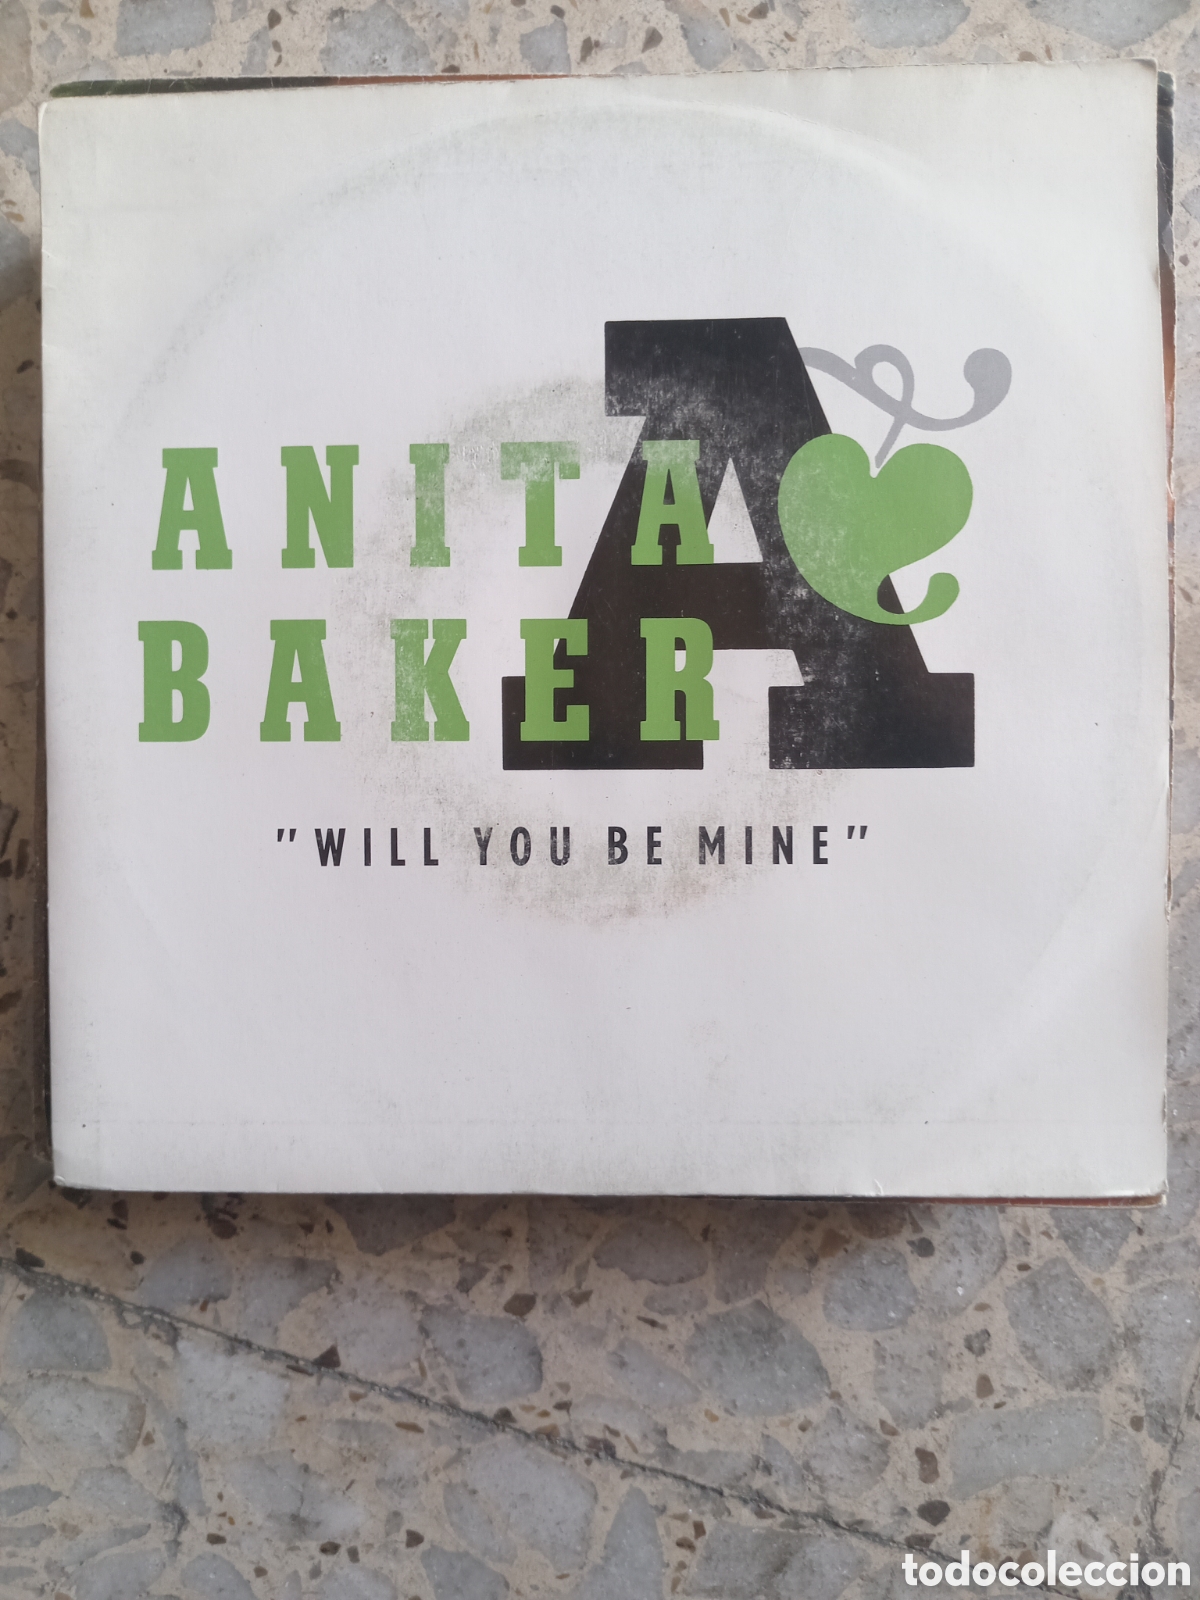 A
ANITA
BAKER
"WILL YOU BE MINE"
todocoleccion